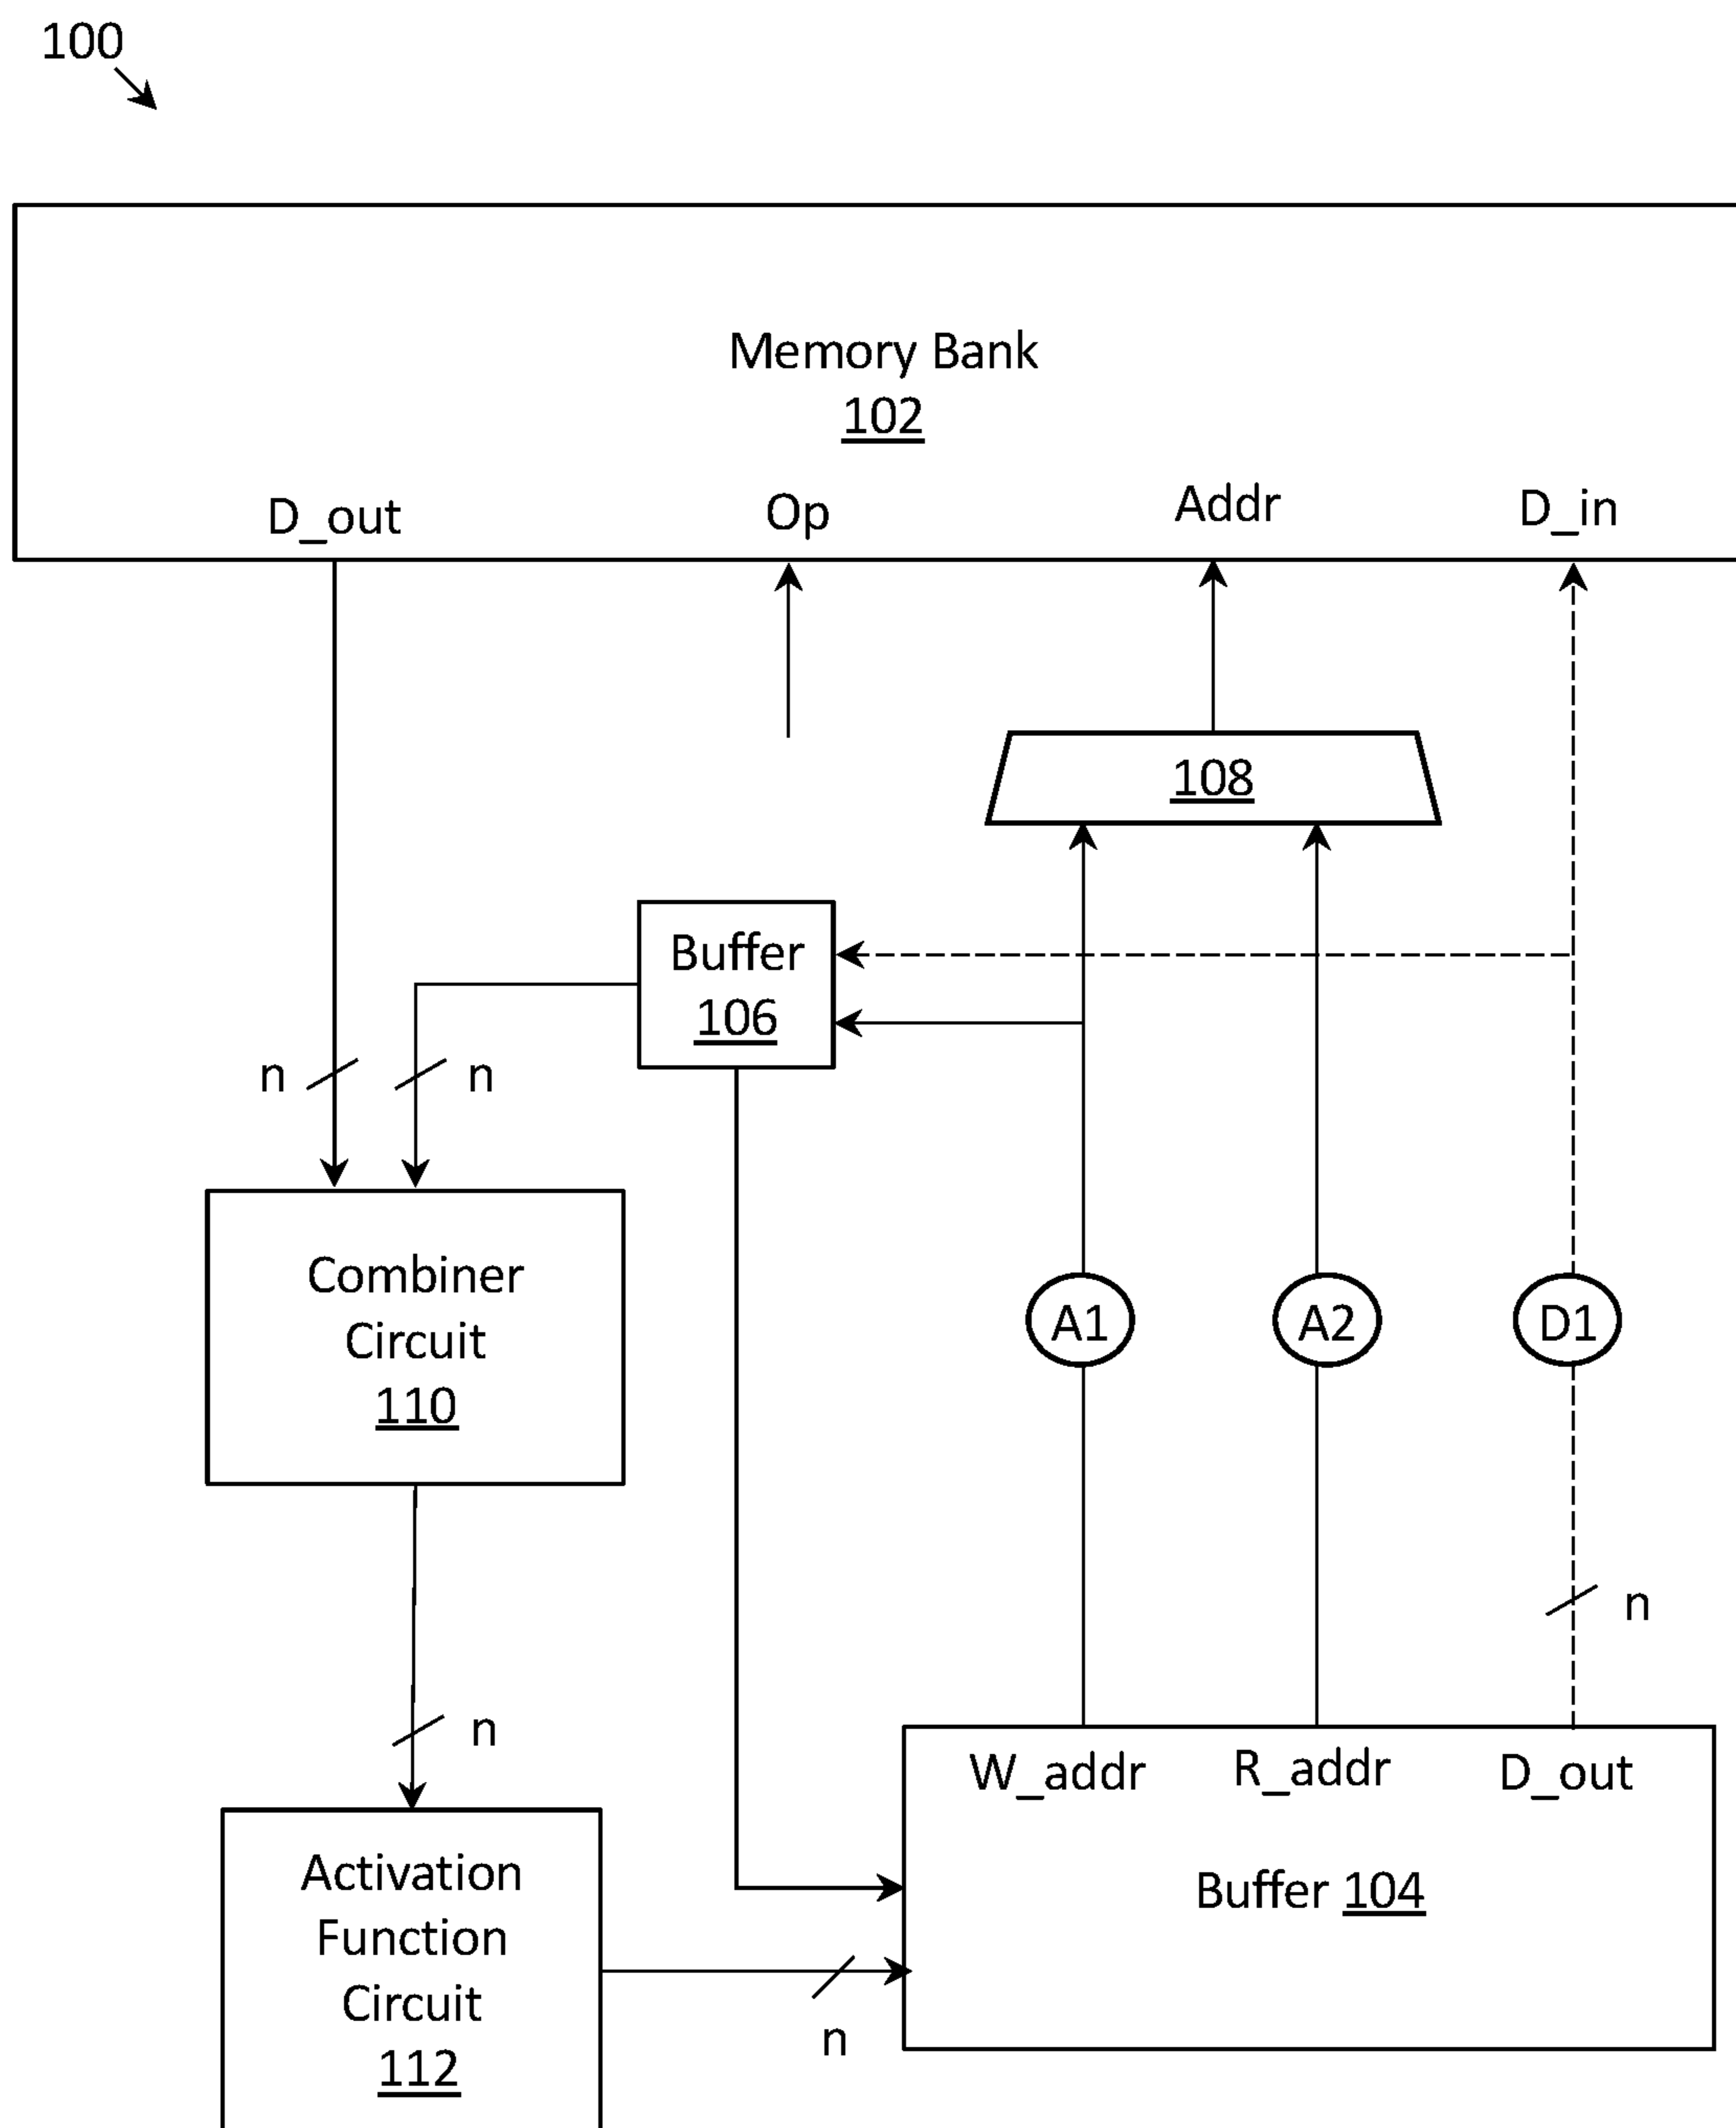 100
Memory Bank
102
D_out
Op
Addr
D_in
108
Buffer
106
n
n
Combiner
Circuit
110
A1
A2
D1
n
n
W_addr
R_addr
D_out
Buffer 104
Activation
Function
Circuit
112
n